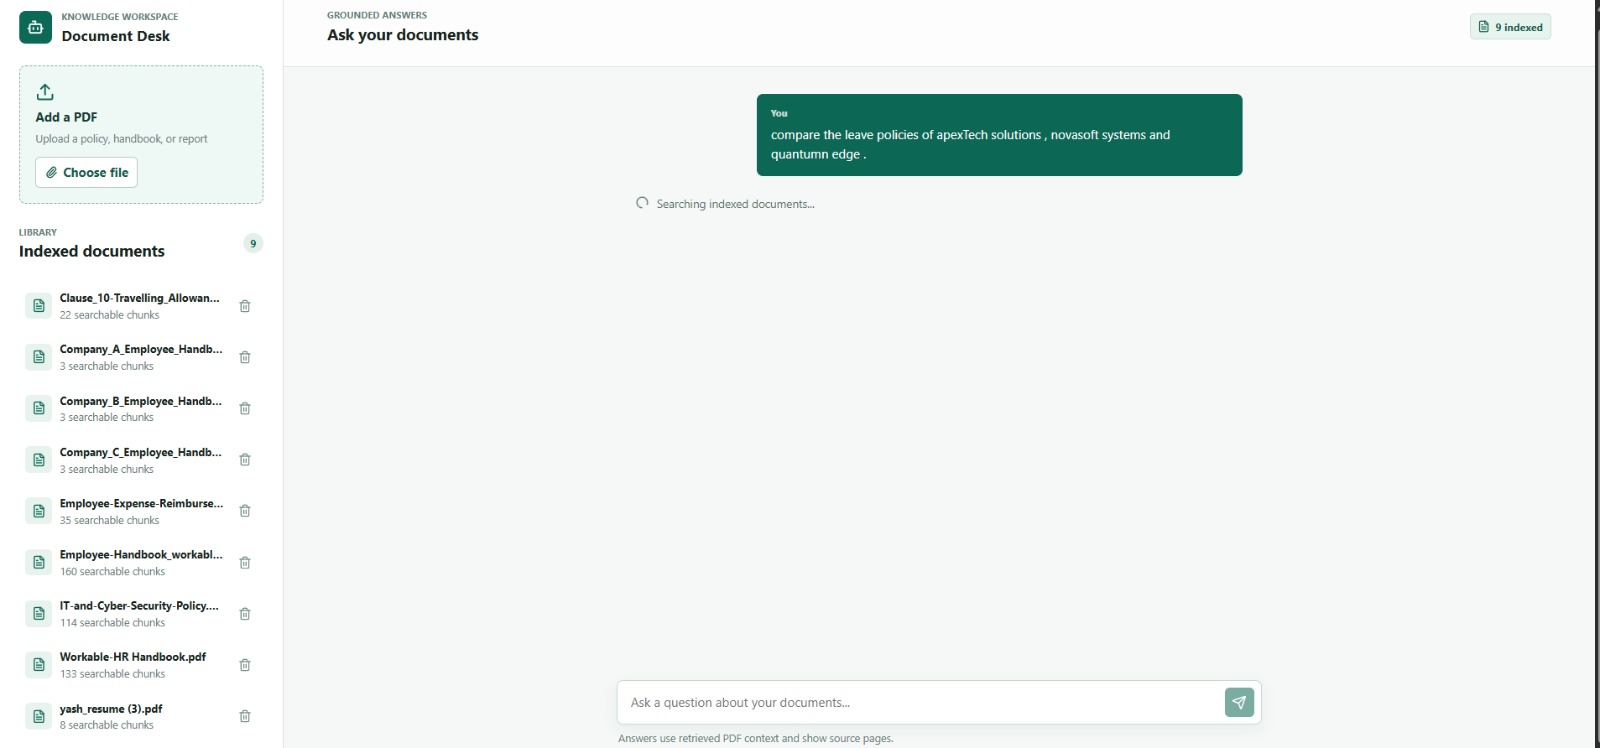 KNOWLEDGE WORKSPACE
Document Desk
Add a PDF
Upload a policy, handbook, or report
Choose file
LIBRARY
Indexed documents
9
Clause_10-Travelling_Allowan...
22 searchable chunks
Company_A_Employee_Handb...
3 searchable chunks
Company_B_Employee_Handb...
3 searchable chunks
Company_C_Employee_Handb...
3 searchable chunks
Employee-Expense-Reimburse...
35 searchable chunks
Employee-Handbook_workabl...
160 searchable chunks
IT-and-Cyber-Security-Policy....
114 searchable chunks
Workable-HR Handbook.pdf
133 searchable chunks
yash_resume (3).pdf
8 searchable chunks
GROUNDED ANSWERS
Ask your documents
9 indexed
You
compare the leave policies of apexTech solutions , novasoft systems and
quantumn edge .
Searching indexed documents...
Ask a question about your documents...
Answers use retrieved PDF context and show source pages.